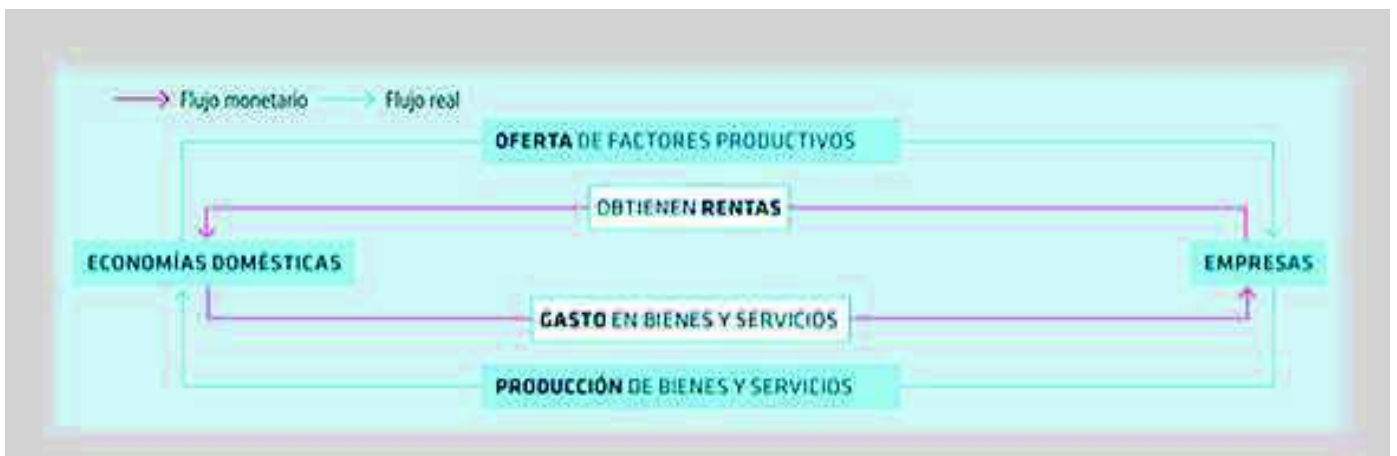 Flujo monetario Flujo real
OFERTA DE FACTORES PRODUCTIVOS
OBTIENEN RENTAS
ECONOMÍAS DOMÉSTICAS
EMPRESAS
GASTO EN BIENES Y SERVICIOS
PRODUCCIÓN DE BIENES Y SERVICIOS